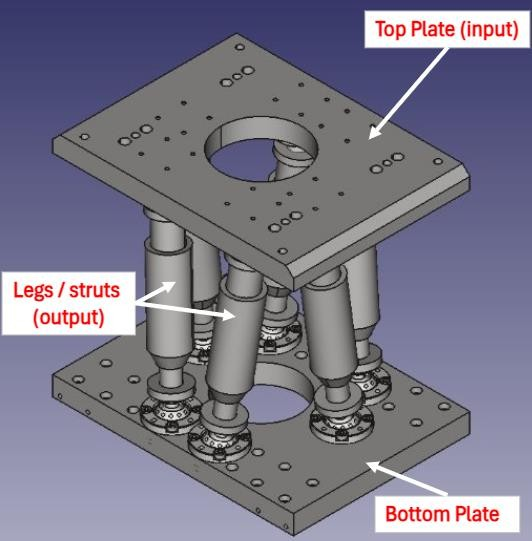 Top Plate (input)
Legs / struts
(output)
Bottom Plate